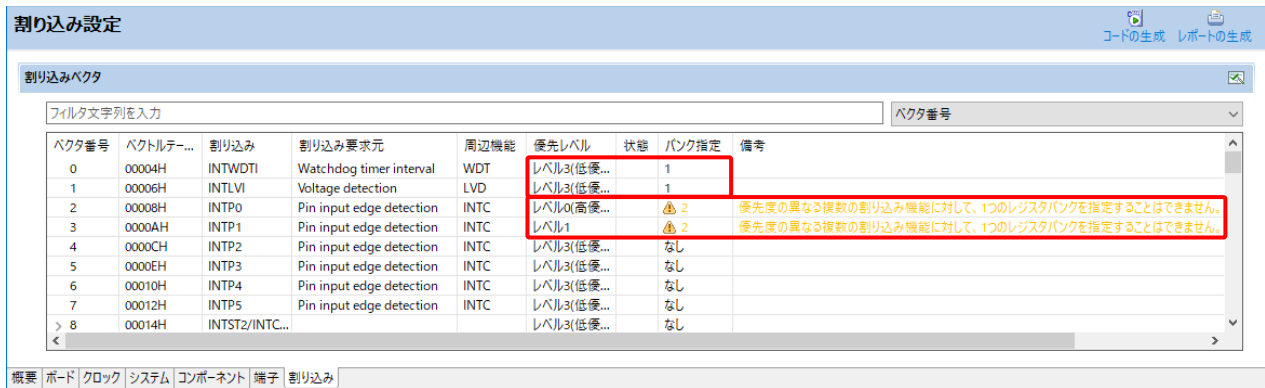 割り込み設定
コードの生成 レポートの生成
割り込みベクタ
フィルタ文字列を入力 ベクタ番号
ベクタ番号 ベクトルテー... 割り込み 割り込み要求元 周辺機能 優先レベル 状態 バンク指定 備考
0 00004H INTWDTI Watchdog timer interval WDT レベル3(低優... 1
1 00006H INTLVI Voltage detection LVD レベル3(低優... 1
2 00008H INTP0 Pin input edge detection INTC レベル0(高優... 2 優先度の異なる複数の割り込み機能に対して、1つのレジスタバンクを指定することはできません。
3 0000AH INTP1 Pin input edge detection INTC レベル1 2 優先度の異なる複数の割り込み機能に対して、1つのレジスタバンクを指定することはできません。
4 0000CH INTP2 Pin input edge detection INTC レベル3(低優... なし
5 0000EH INTP3 Pin input edge detection INTC レベル3(低優... なし
6 00010H INTP4 Pin input edge detection INTC レベル3(低優... なし
7 00012H INTP5 Pin input edge detection INTC レベル3(低優... なし
8 00014H INTST2/INTC... レベル3(低優... なし
概要 ボード クロック システム コンポーネント 端子 割り込み